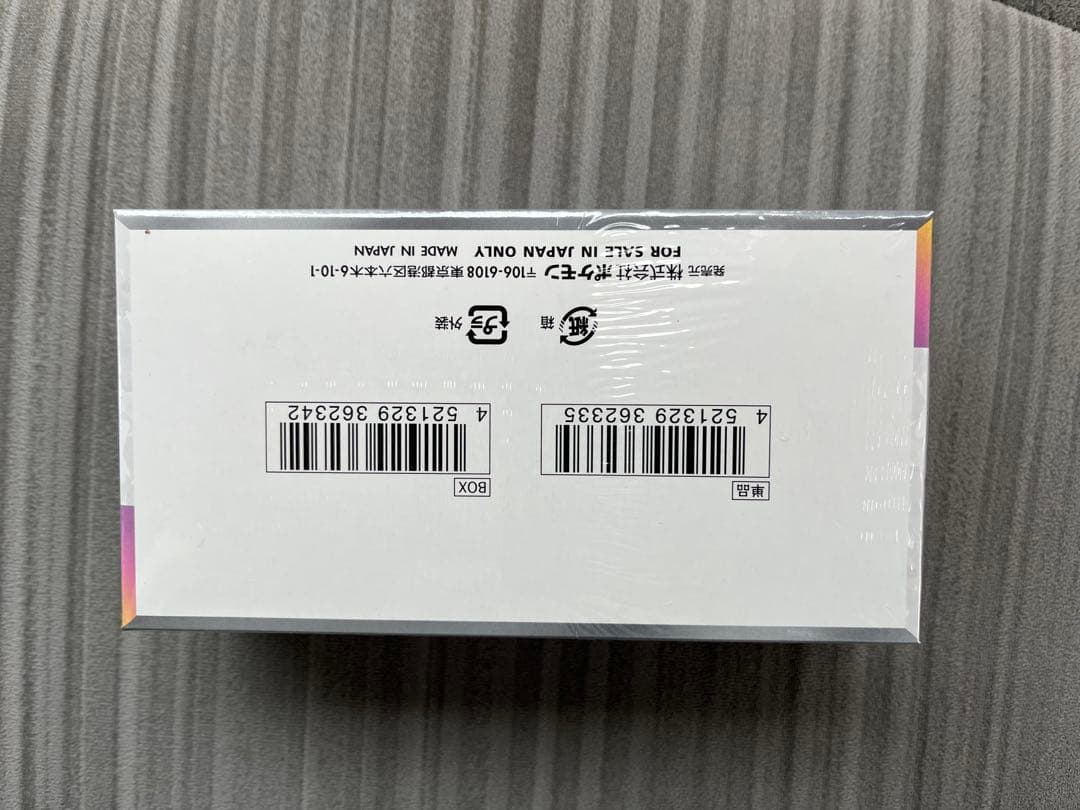 単品
4 521329 362335
BOX
4 521329 362342
紙 箱
プラ 外装
発売元 株式会社ポケモン 〒106-6108 東京都港区六本木6-10-1
FOR SALE IN JAPAN ONLY MADE IN JAPAN